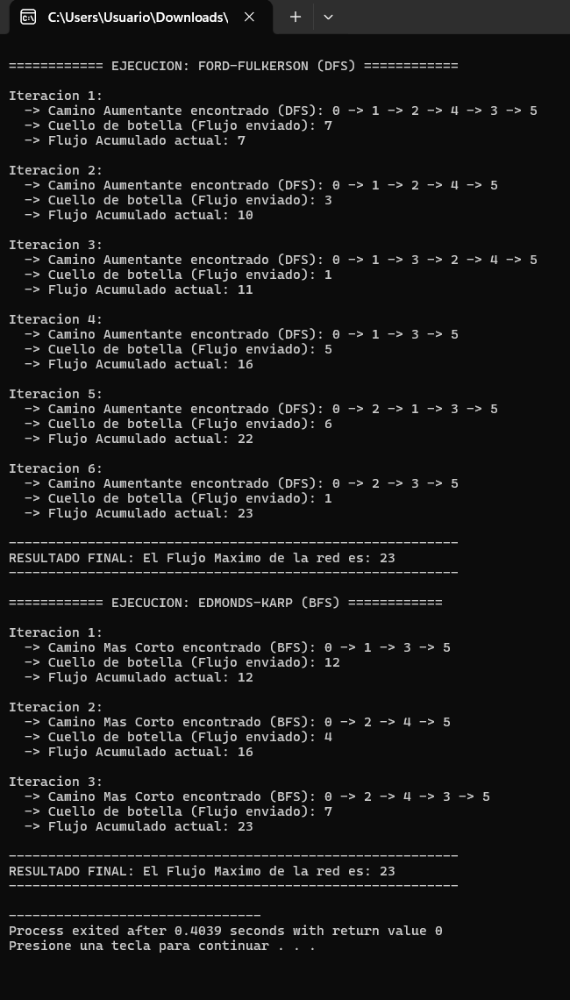 C:\Users\Usuario\Downloads\
============ EJECUCION: FORD-FULKERSON (DFS) ============
Iteracion 1:
-> Camino Aumentante encontrado (DFS): 0 -> 1 -> 2 -> 4 -> 3 -> 5
-> Cuello de botella (Flujo enviado): 7
-> Flujo Acumulado actual: 7
Iteracion 2:
-> Camino Aumentante encontrado (DFS): 0 -> 1 -> 2 -> 4 -> 5
-> Cuello de botella (Flujo enviado): 3
-> Flujo Acumulado actual: 10
Iteracion 3:
-> Camino Aumentante encontrado (DFS): 0 -> 1 -> 3 -> 2 -> 4 -> 5
-> Cuello de botella (Flujo enviado): 1
-> Flujo Acumulado actual: 11
Iteracion 4:
-> Camino Aumentante encontrado (DFS): 0 -> 1 -> 3 -> 5
-> Cuello de botella (Flujo enviado): 5
-> Flujo Acumulado actual: 16
Iteracion 5:
-> Camino Aumentante encontrado (DFS): 0 -> 2 -> 1 -> 3 -> 5
-> Cuello de botella (Flujo enviado): 6
-> Flujo Acumulado actual: 22
Iteracion 6:
-> Camino Aumentante encontrado (DFS): 0 -> 2 -> 3 -> 5
-> Cuello de botella (Flujo enviado): 1
-> Flujo Acumulado actual: 23
---------------------------------------------------------
RESULTADO FINAL: El Flujo Maximo de la red es: 23
---------------------------------------------------------
============ EJECUCION: EDMONDS-KARP (BFS) ============
Iteracion 1:
-> Camino Mas Corto encontrado (BFS): 0 -> 1 -> 3 -> 5
-> Cuello de botella (Flujo enviado): 12
-> Flujo Acumulado actual: 12
Iteracion 2:
-> Camino Mas Corto encontrado (BFS): 0 -> 2 -> 4 -> 5
-> Cuello de botella (Flujo enviado): 4
-> Flujo Acumulado actual: 16
Iteracion 3:
-> Camino Mas Corto encontrado (BFS): 0 -> 2 -> 4 -> 3 -> 5
-> Cuello de botella (Flujo enviado): 7
-> Flujo Acumulado actual: 23
---------------------------------------------------------
RESULTADO FINAL: El Flujo Maximo de la red es: 23
---------------------------------------------------------
--------------------------------
Process exited after 0.4039 seconds with return value 0
Presione una tecla para continuar . . .